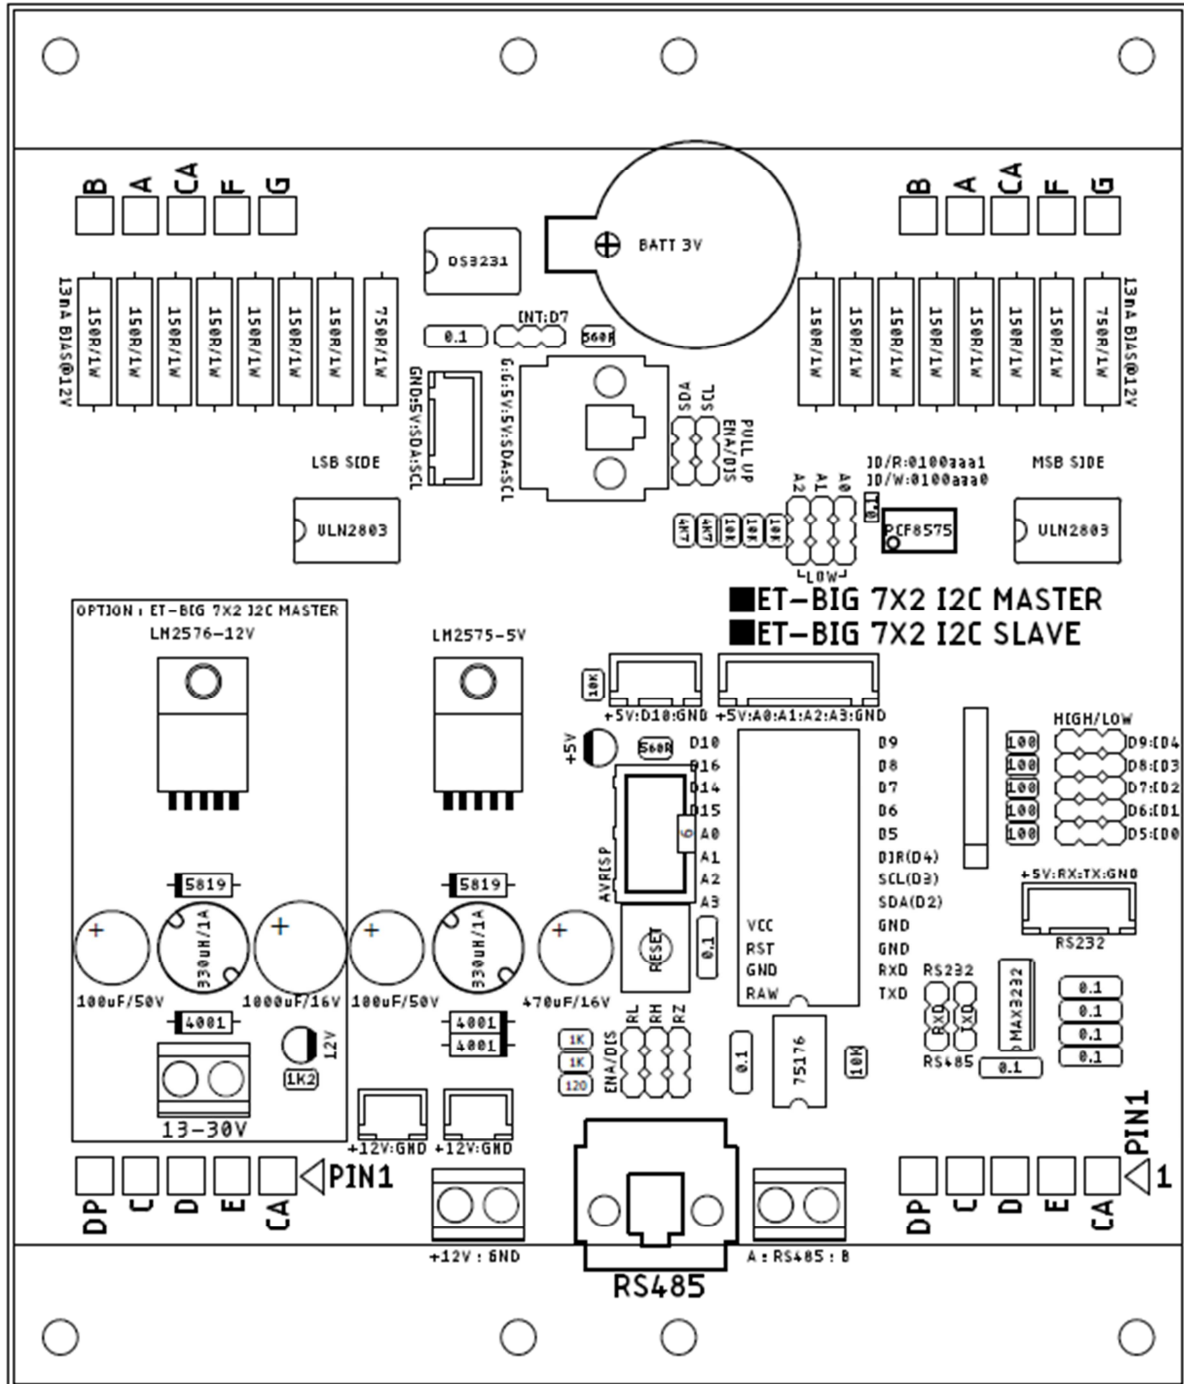 B A CA F G
B A CA F G
BATT 3V
DS3231
13mA BIAS@12V
150R/1W
150R/1W
150R/1W
150R/1W
150R/1W
150R/1W
150R/1W
750R/1W
0.1
INT:D7
560R
150R/1W
150R/1W
150R/1W
150R/1W
150R/1W
150R/1W
150R/1W
750R/1W
13mA BIAS@12V
GND:5V:SDA:SCL
G:G:5V:5V:SDA:SCL
SDA
SCL
PULL UP
ENA/DIS
LSB SIDE
ULN2803
ID/R:0100aaa1
ID/W:0100aaa0
MSB SIDE
A2
A1
A0
0.1
PCF8575
ULN2803
4K7
4K7
10K
10K
10K
LOW
ET-BIG 7X2 I2C MASTER
ET-BIG 7X2 I2C SLAVE
OPTION : ET-BIG 7X2 I2C MASTER
LM2576-12V
LM2575-5V
10K
+5V:D10:GND
+5V:A0:A1:A2:A3:GND
+5V
560R
D10
D16
D14
D15
A0
A1
A2
A3
6
AVRISP
D9
D8
D7
D6
D5
DIR(D4)
SCL(D3)
SDA(D2)
GND
GND
RXD
TXD
VCC
RST
GND
RAW
HIGH/LOW
100
100
100
100
100
D9:ID4
D8:ID3
D7:ID2
D6:ID1
D5:ID0
+5V:RX:TX:GND
RS232
5819
5819
330uH/1A
330uH/1A
100uF/50V
1000uF/16V
100uF/50V
470uF/16V
RESET
0.1
4001
4001
4001
12V
1K2
13-30V
RL
RH
RZ
ENA/DIS
1K
1K
120
0.1
75176
10K
RS232
RXD
TXD
RS485
MAX3232
0.1
0.1
0.1
0.1
0.1
+12V:GND
+12V:GND
PIN1
DP C D E CA
+12V : GND
RS485
A : RS485 : B
DP C D E CA
PIN1
1